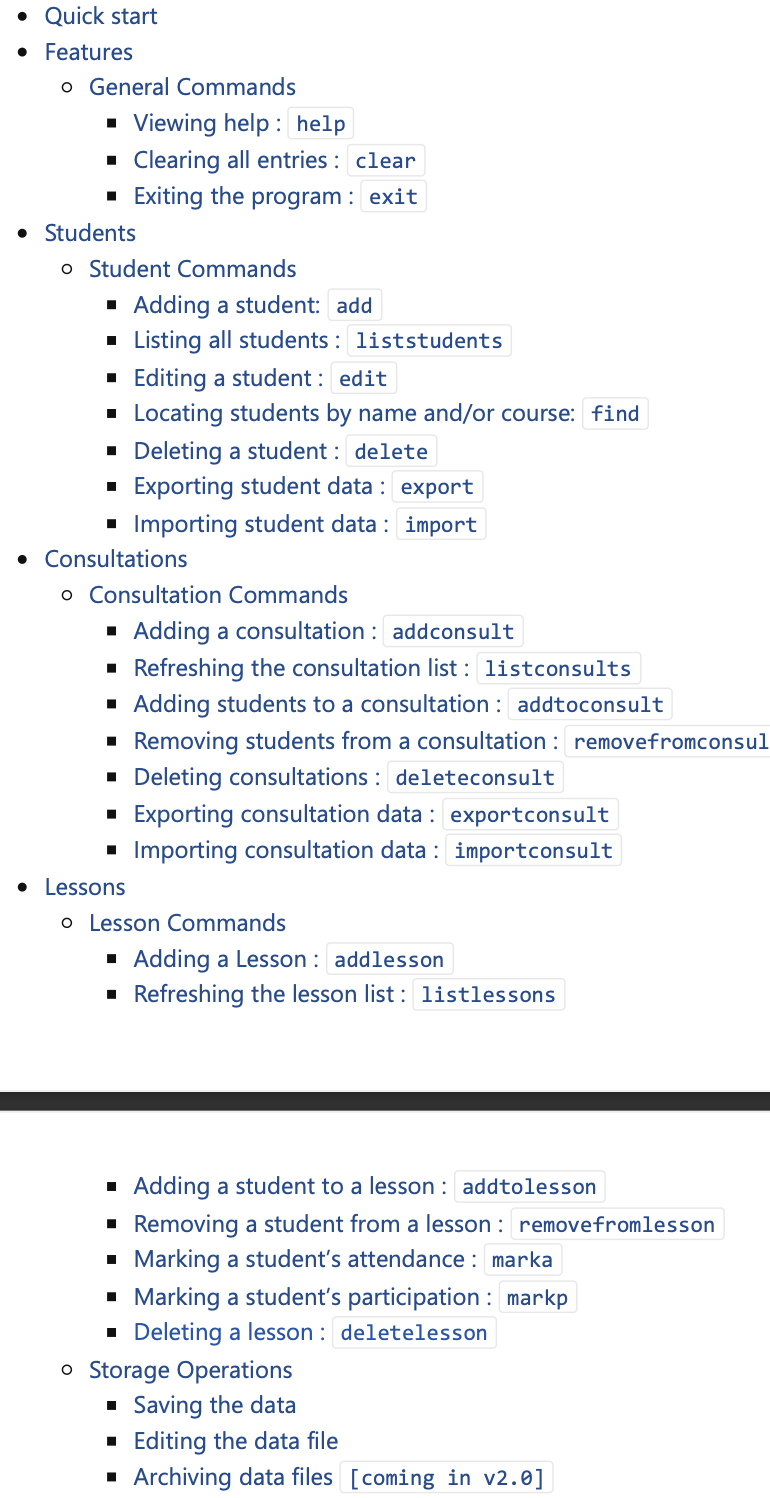 Quick start
Features
General Commands
Viewing help : help
Clearing all entries : clear
Exiting the program : exit
Students
Student Commands
Adding a student: add
Listing all students : liststudents
Editing a student : edit
Locating students by name and/or course: find
Deleting a student : delete
Exporting student data : export
Importing student data : import
Consultations
Consultation Commands
Adding a consultation : addconsult
Refreshing the consultation list : listconsults
Adding students to a consultation : addtoconsult
Removing students from a consultation : removefromconsul
Deleting consultations : deleteconsult
Exporting consultation data : exportconsult
Importing consultation data : importconsult
Lessons
Lesson Commands
Adding a Lesson : addlesson
Refreshing the lesson list : listlessons
Adding a student to a lesson : addtolesson
Removing a student from a lesson : removefromlesson
Marking a student’s attendance : marka
Marking a student’s participation : markp
Deleting a lesson : deletelesson
Storage Operations
Saving the data
Editing the data file
Archiving data files [coming in v2.0]